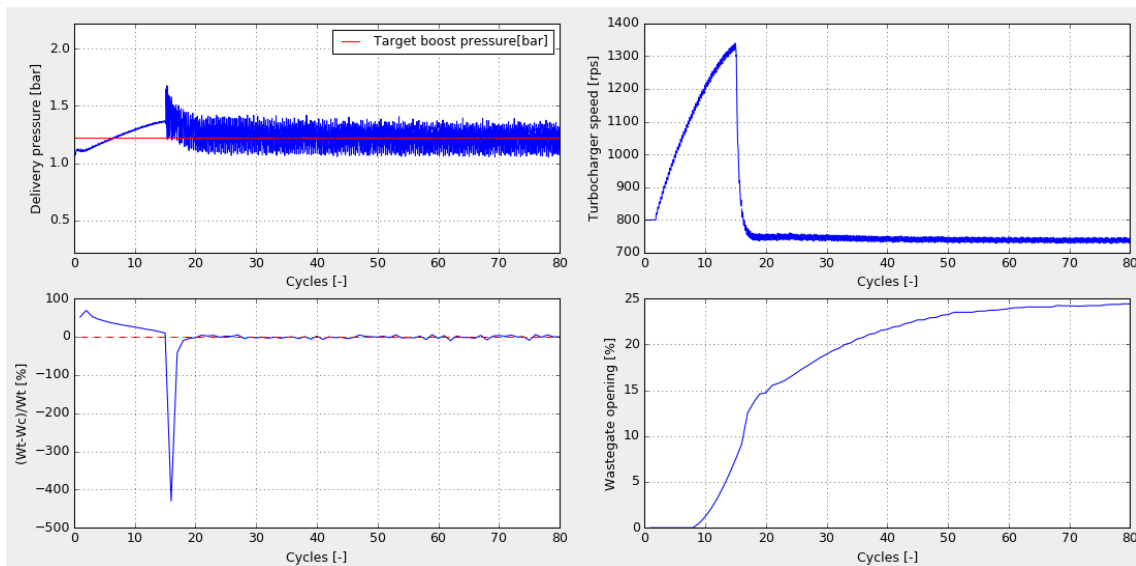 2.0
1.5
1.0
0.5
Delivery pressure [bar]
Target boost pressure[bar]
0 10 20 30 40 50 60 70 80
Cycles [-]
1400
1300
1200
1100
1000
900
800
700
Turbocharger speed [rps]
0 10 20 30 40 50 60 70 80
Cycles [-]
100
0
−100
−200
−300
−400
−500
(Wt-Wc)/Wt [%]
0 10 20 30 40 50 60 70 80
Cycles [-]
25
20
15
10
5
0
Wastegate opening [%]
0 10 20 30 40 50 60 70 80
Cycles [-]